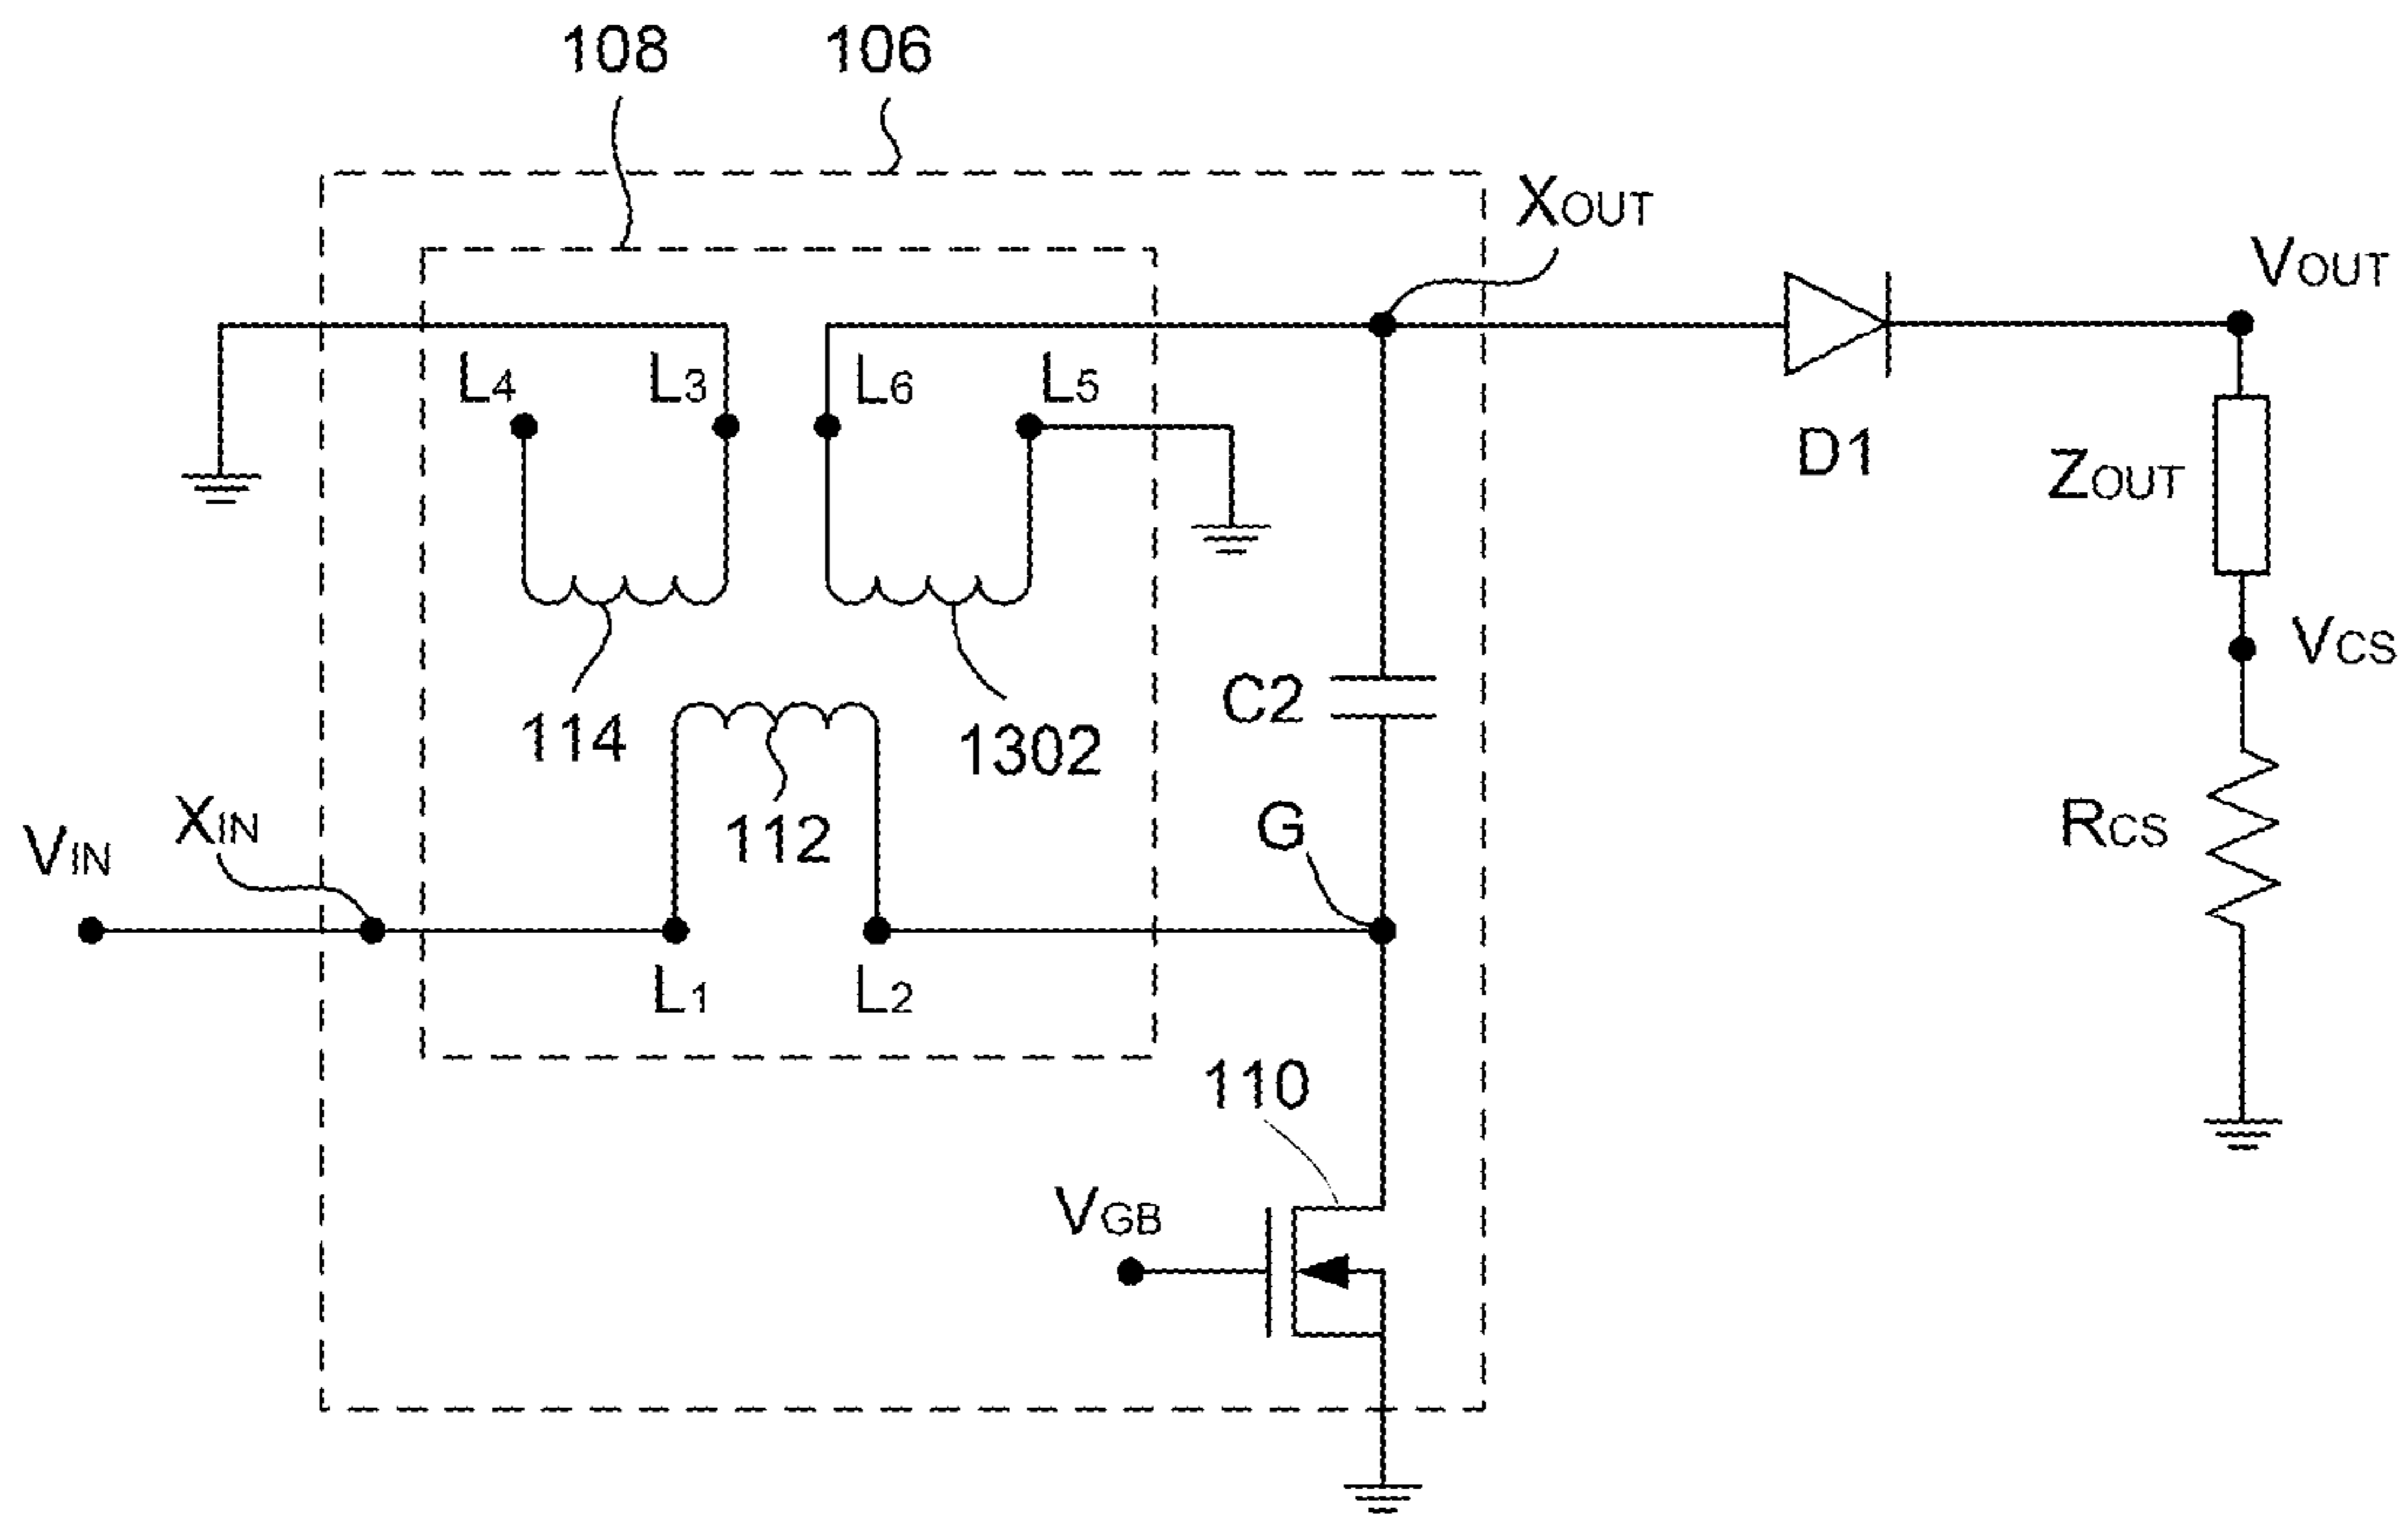 108
106
XOUT
VOUT
L4
L3
L6
L5
D1
ZOUT
VCS
C2
114
1302
112
XIN
VIN
G
RCS
L1
L2
110
VGB